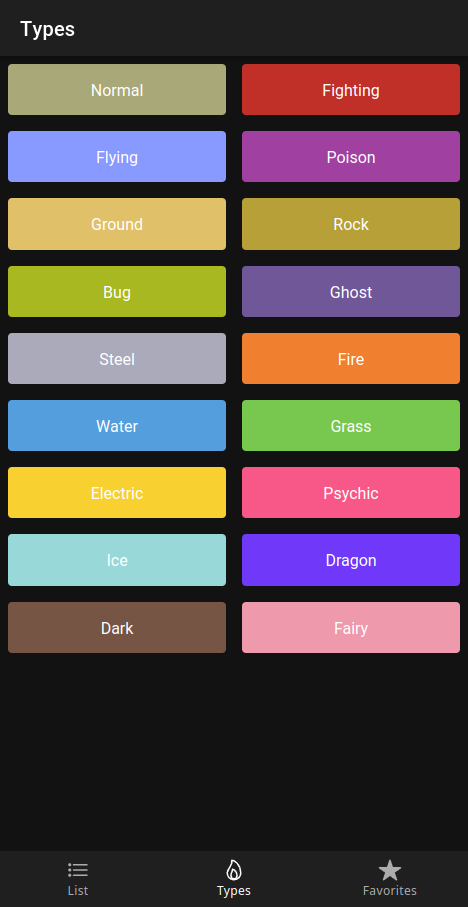 Types
Normal
Fighting
Flying
Poison
Ground
Rock
Bug
Ghost
Steel
Fire
Water
Grass
Electric
Psychic
Ice
Dragon
Dark
Fairy
List
Types
Favorites